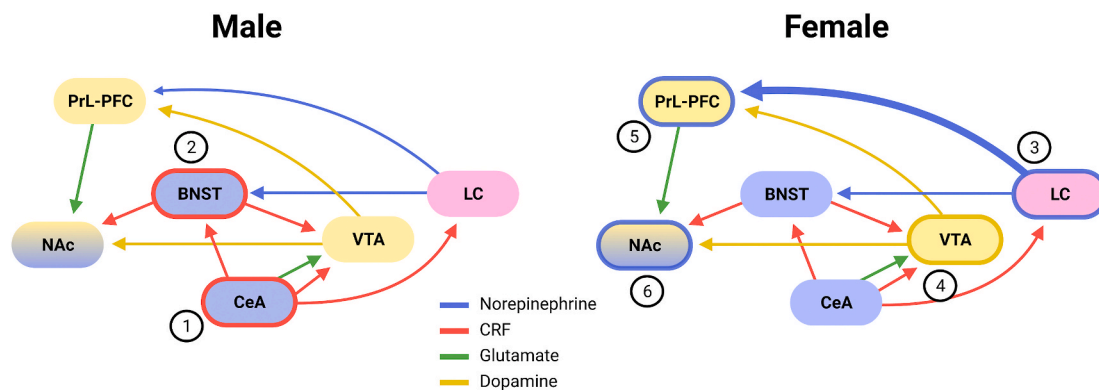 Male
PrL-PFC
2
BNST
LC
NAc
VTA
CeA
1
Norepinephrine
CRF
Glutamate
Dopamine
Female
PrL-PFC
5
3
BNST
LC
NAc
VTA
6
4
CeA